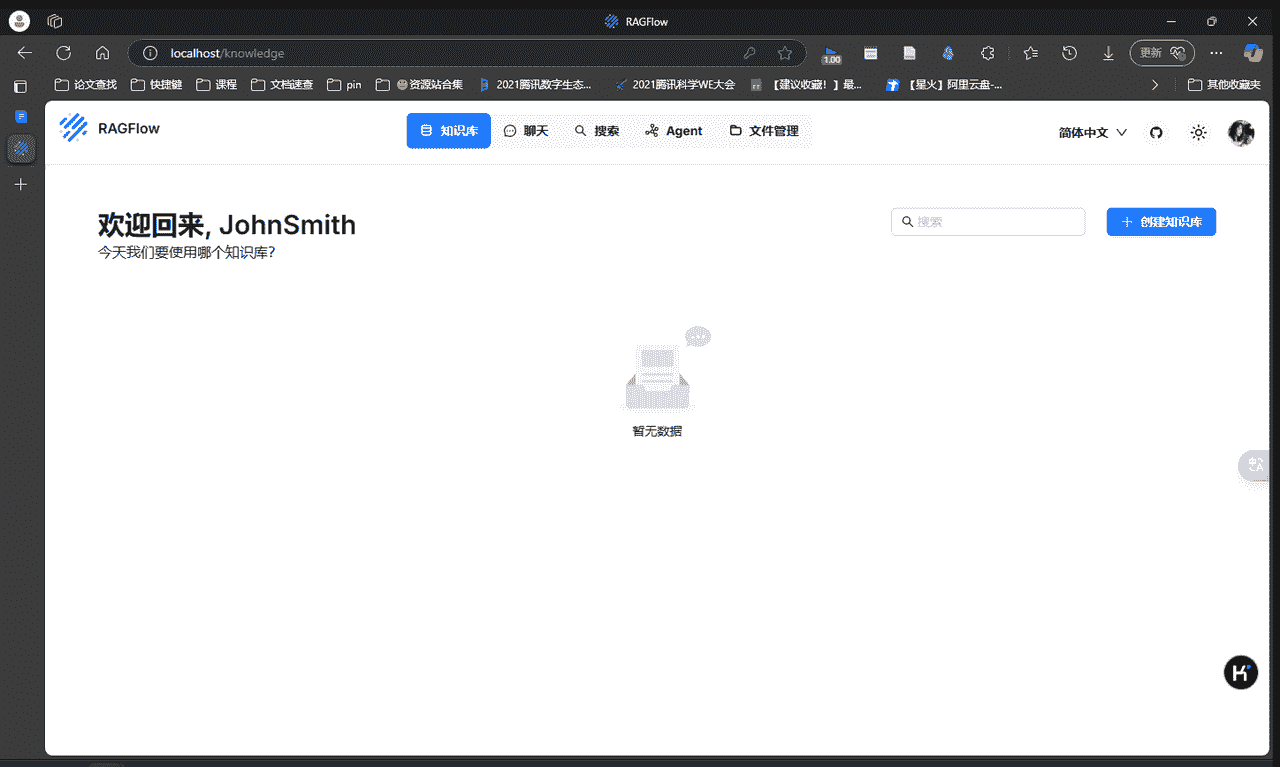 RAGFlow
localhost/knowledge
1.00
更新
论文查找 快捷键 课程 文档速查 pin 资源站合集 2021腾讯数字生态... 2021腾讯科学WE大会 【建议收藏！】最... 【星火】阿里云盘-... 其他收藏夹
RAGFlow 知识库 聊天 搜索 Agent 文件管理 简体中文
欢迎回来, JohnSmith
今天我们要使用哪个知识库?
搜索 创建知识库
暂无数据